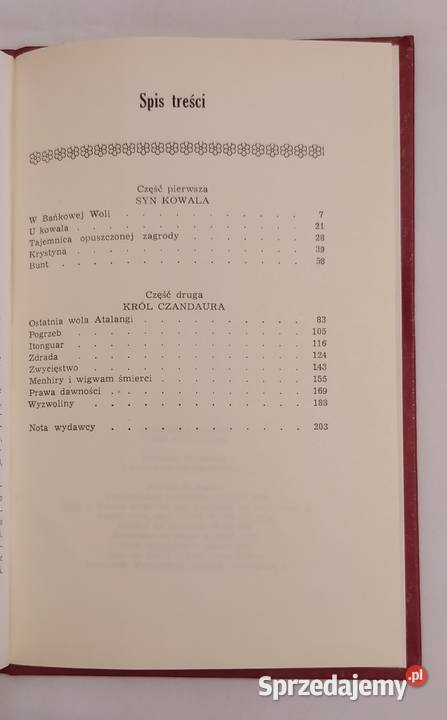 Spis treści
Część pierwsza
SYN KOWALA
W Bańkowej Woli . . . . . . . . . . . 7
U kowala . . . . . . . . . . . 21
Tajemnica opuszczonej zagrody . . . . . . . 28
Krystyna . . . . . . . . . . . 39
Bunt . . . . . . . . . . . 58
Część druga
KRÓL CZANDAURA
Ostatnia wola Atalangi . . . . . . . . . 83
Pogrzeb . . . . . . . . . . . 105
Itonguar . . . . . . . . . . . 116
Zdrada . . . . . . . . . . . 124
Zwycięstwo . . . . . . . . . . . 143
Menhiry i wigwam śmierci . . . . . . . . 155
Prawa dawności . . . . . . . . . . 169
Wyzwoliny . . . . . . . . . . . 188
Nota wydawcy . . . . . . . . . . 203
Sprzedajemy.pl